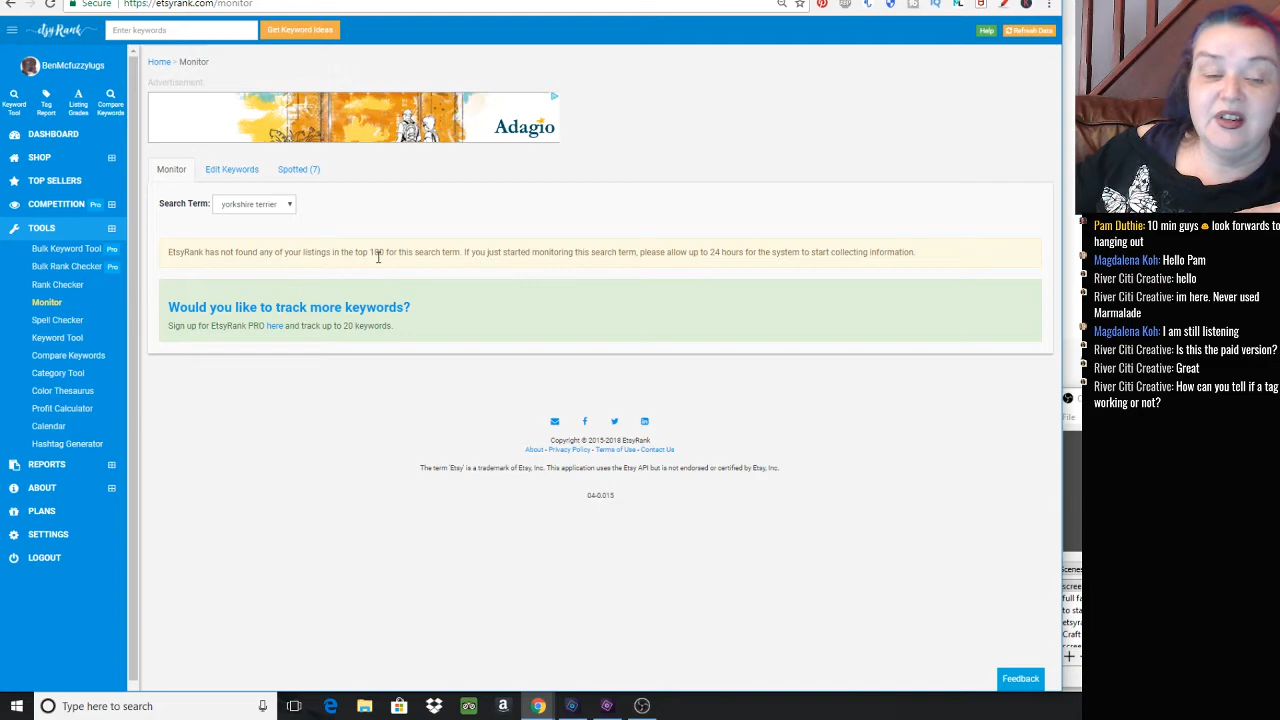 Secure https://etsyrank.com/monitor
etsyRank Enter keywords Get Keyword Ideas Help Refresh Data
BenMcfuzzylugs
Keyword Tool
Tag Report
Listing Grades
Compare Keywords
DASHBOARD
SHOP
TOP SELLERS
COMPETITION Pro
TOOLS
Bulk Keyword Tool Pro
Bulk Rank Checker Pro
Rank Checker
Monitor
Spell Checker
Keyword Tool
Compare Keywords
Category Tool
Color Thesaurus
Profit Calculator
Calendar
Hashtag Generator
REPORTS
ABOUT
PLANS
SETTINGS
LOGOUT
Home > Monitor
Advertisement
Adagio
Monitor Edit Keywords Spotted (7)
Search Term: yorkshire terrier
EtsyRank has not found any of your listings in the top 100 for this search term. If you just started monitoring this search term, please allow up to 24 hours for the system to start collecting information.
Would you like to track more keywords?
Sign up for EtsyRank PRO here and track up to 20 keywords.
Copyright © 2015-2018 EtsyRank
About - Privacy Policy - Terms of Use - Contact Us
The term 'Etsy' is a trademark of Etsy, Inc. This application uses the Etsy API but is not endorsed or certified by Etsy, Inc.
04-0.015
Feedback
Pam Duthie: 10 min guys look forwards to
hanging out
Magdalena Koh: Hello Pam
River Citi Creative: hello
River Citi Creative: im here. Never used
Marmalade
Magdalena Koh: I am still listening
River Citi Creative: Is this the paid version?
River Citi Creative: Great
River Citi Creative: How can you tell if a tag
working or not?
File
Scenes
scree
full fa
to sta
etsyra
Craft
Type here to search